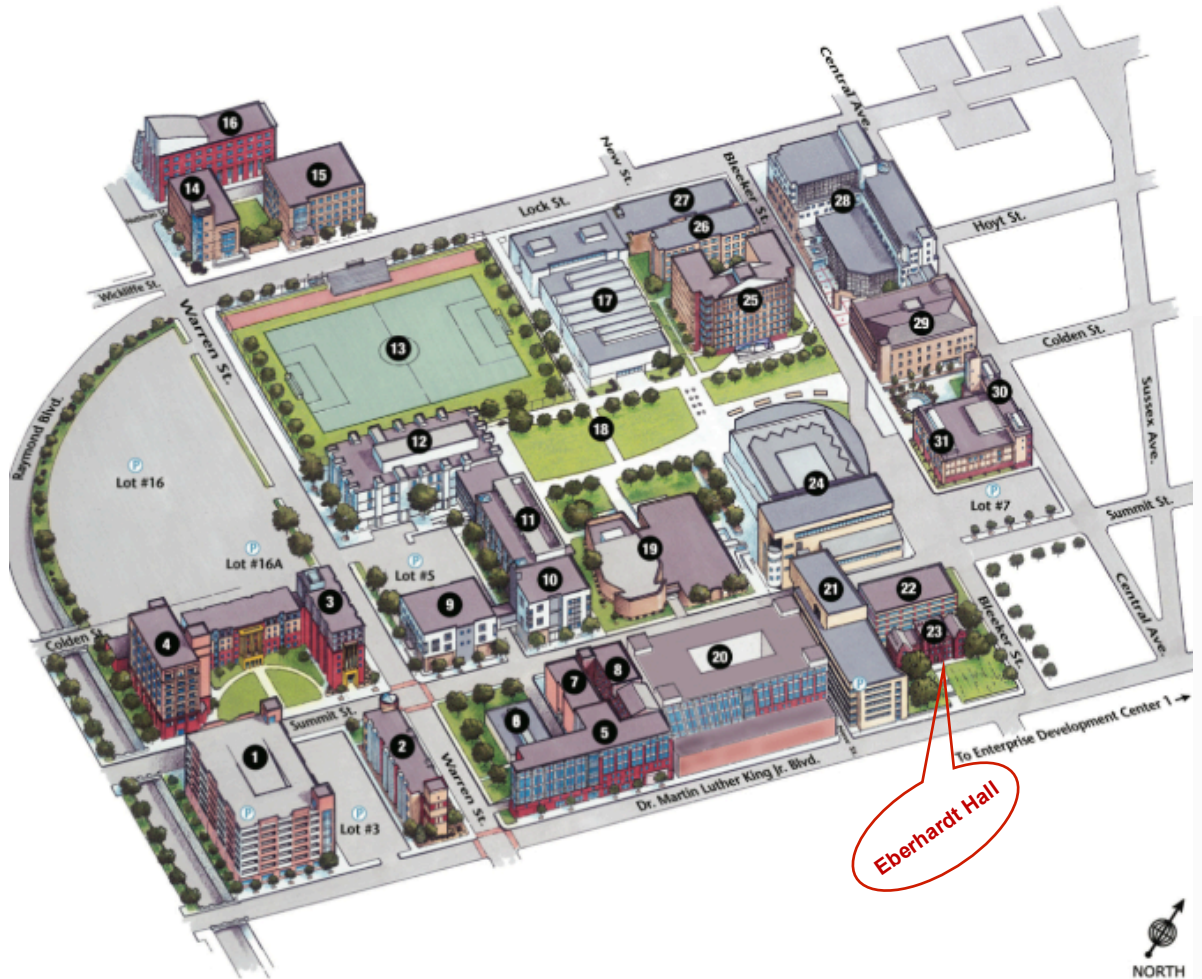 Central Ave.
16
New St.
Bleeker St.
15
14
Lock St.
27
28
26
Hoyt St.
Wickliffe St.
17
25
Warren St.
29
13
Colden St.
Raymond Blvd.
30
Sussex Ave.
18
12
31
P
Lot #16
24
P
Lot #7
Summit St.
11
P
Lot #16A
P
Lot #5
19
10
21
22
3
9
Bleeker St.
Central Ave.
Colden St.
4
23
20
8
7
P
Summit St.
6
5
1
2
Warren St.
To Enterprise Development Center 1
Dr. Martin Luther King Jr. Blvd.
P
P
Lot #3
Eberhardt Hall
NORTH